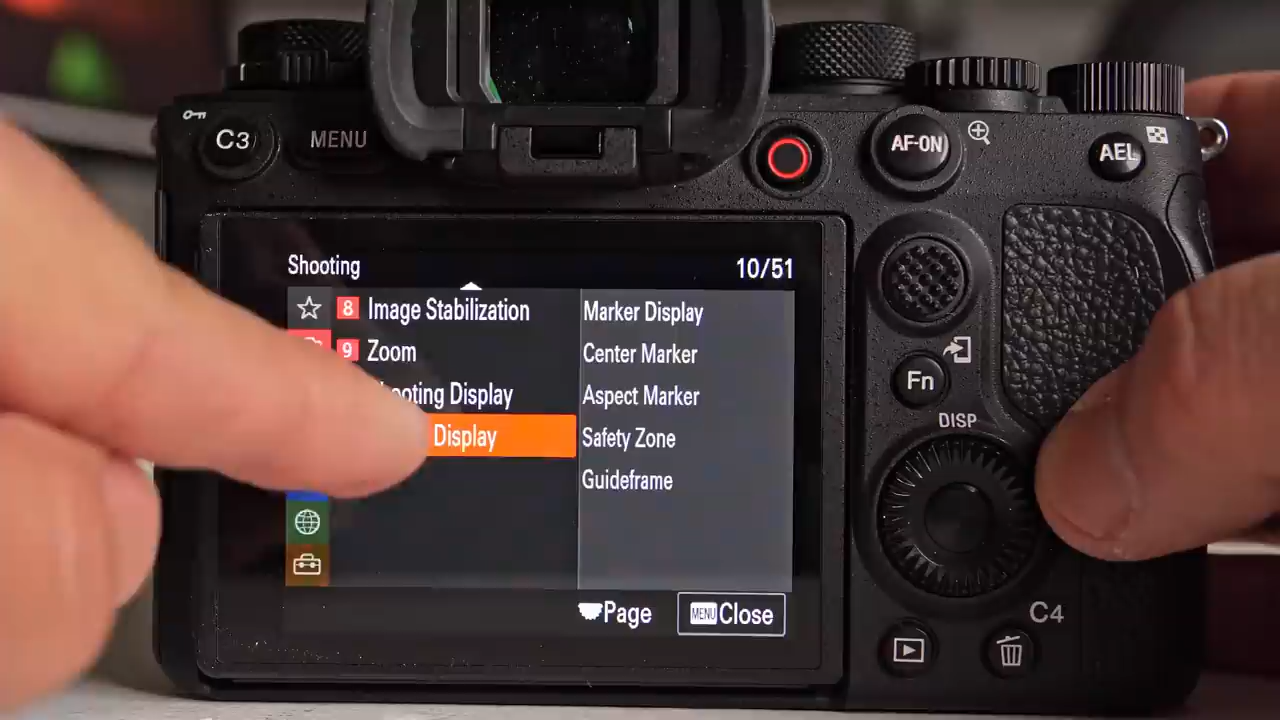 C3
MENU
AF-ON
AEL
Shooting
10/51
8 Image Stabilization
9 Zoom
ooting Display
Display
Marker Display
Center Marker
Aspect Marker
Safety Zone
Guideframe
Page
MENU Close
Fn
DISP
C4